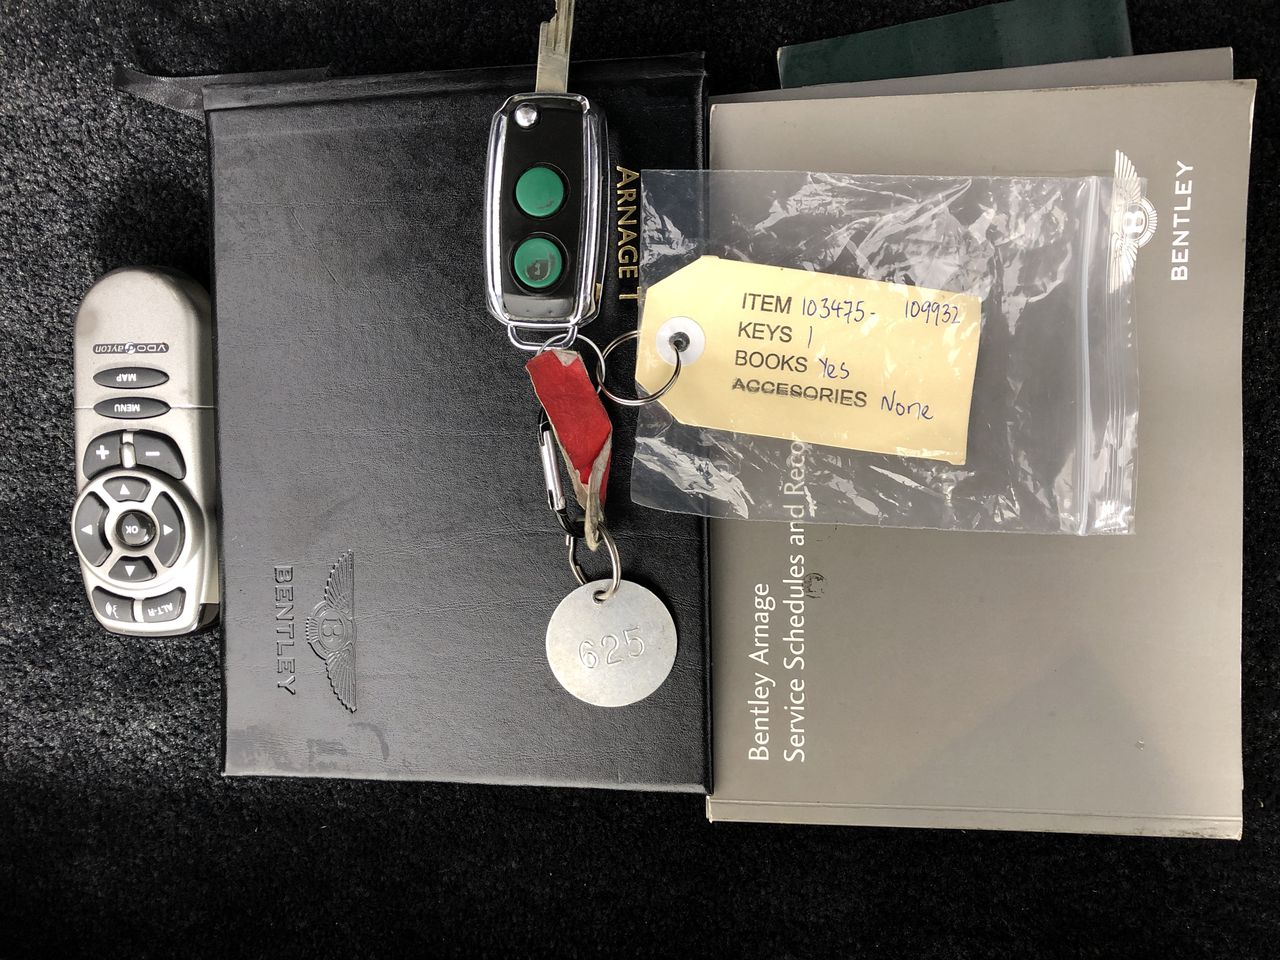 VDO Dayton
MAP
MENU
+
−
OK
ALT-R
BENTLEY
B
ARNAGE T
625
ITEM 103475- 109932
KEYS 1
BOOKS Yes
ACCESORIES None
Bentley Arnage
Service Schedules and Reco
B
BENTLEY